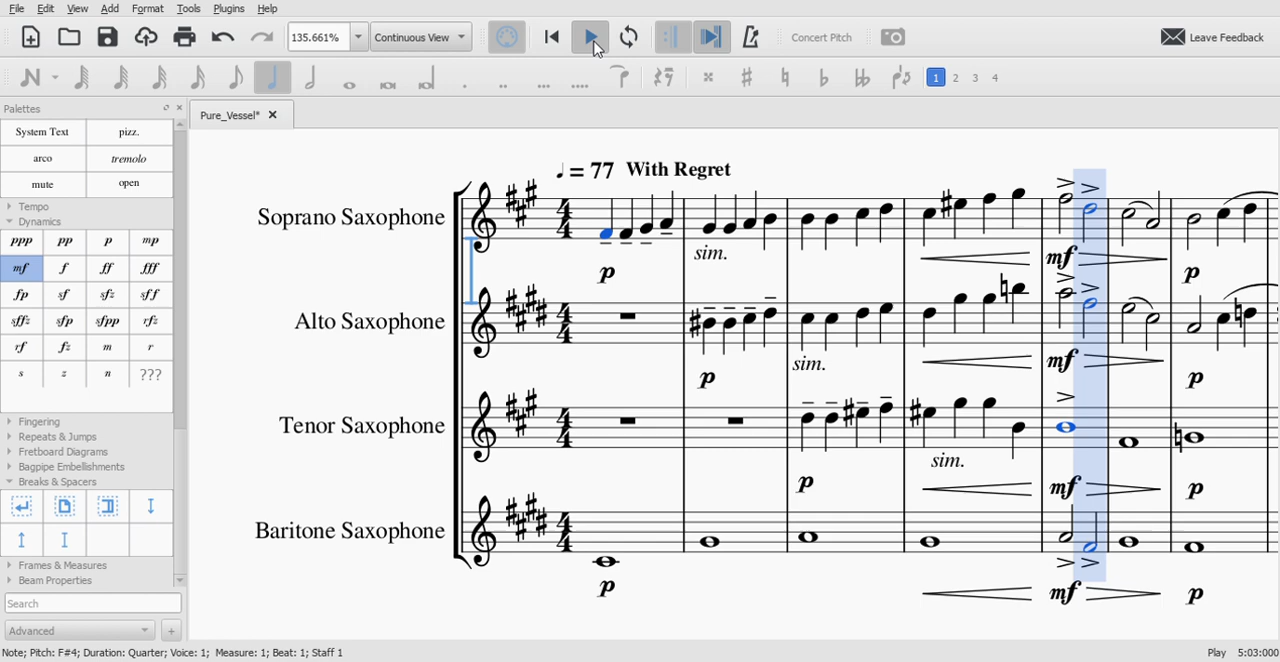 File Edit View Add Format Tools Plugins Help
135.661% Continuous View Concert Pitch Leave Feedback
1 2 3 4
Palettes
Pure_Vessel*
System Text pizz.
arco tremolo
mute open
Tempo
Dynamics
ppp pp p mp
mf f ff fff
fp sf sfz sff
sffz sfp sfpp rfz
rf fz m r
s z n ???
Fingering
Repeats & Jumps
Fretboard Diagrams
Bagpipe Embellishments
Breaks & Spacers
Frames & Measures
Beam Properties
Search
Advanced +
♩ = 77 With Regret
Soprano Saxophone
sim.
p mf p
Alto Saxophone
sim.
p mf p
Tenor Saxophone
sim.
p mf p
Baritone Saxophone
p mf p
Note; Pitch: F#4; Duration: Quarter; Voice: 1; Measure: 1; Beat: 1; Staff 1
Play 5:03:000